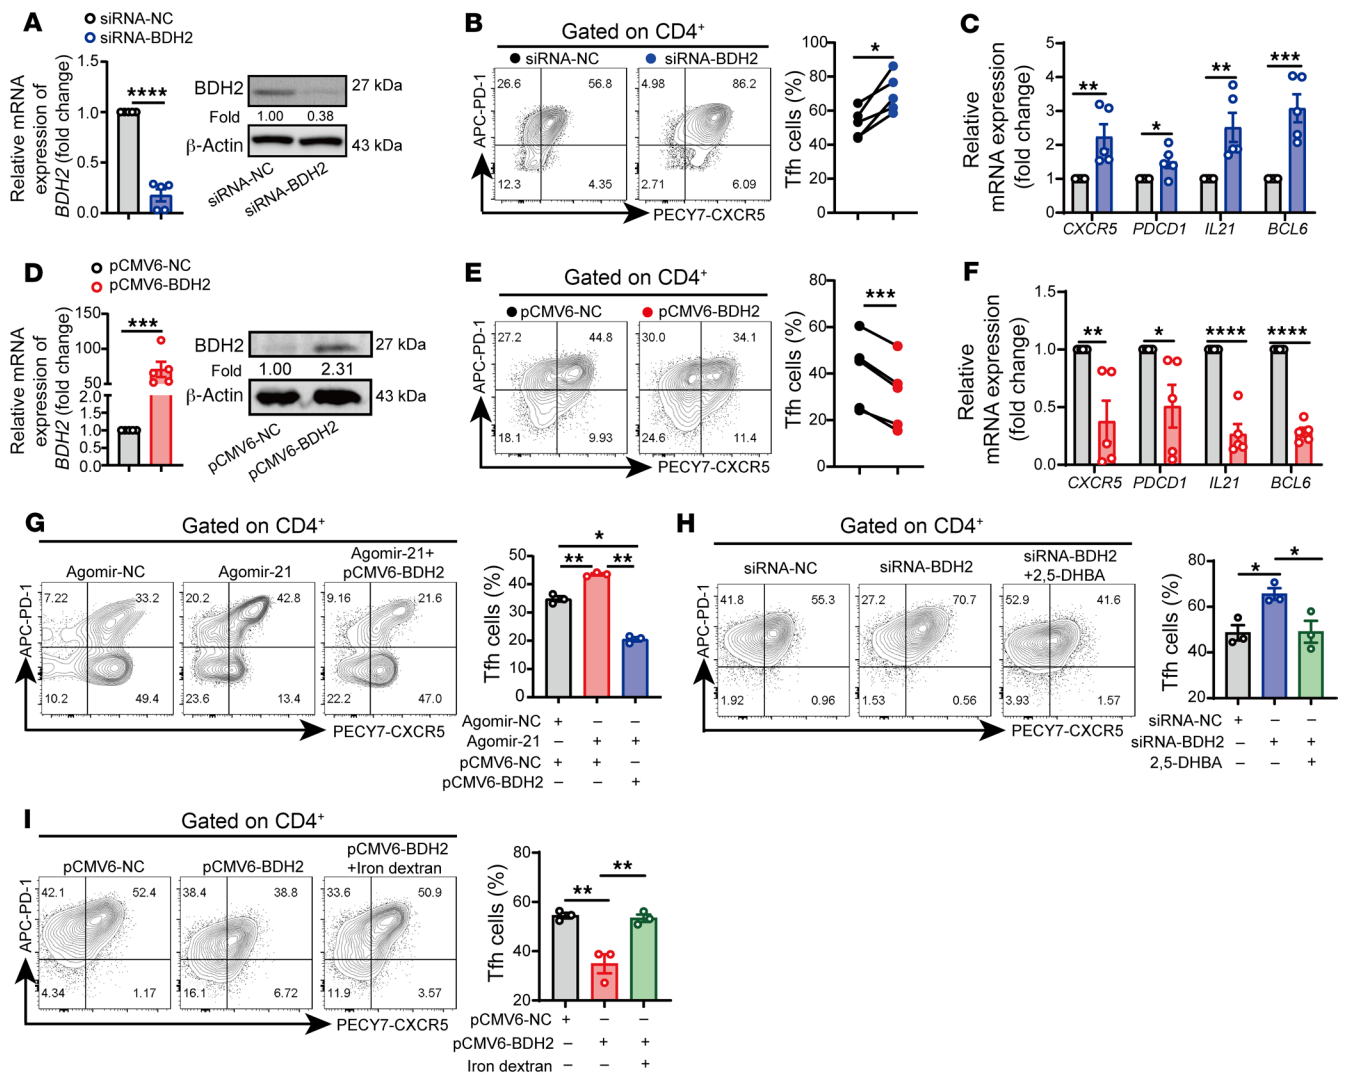 A
siRNA-NC
siRNA-BDH2
Relative mRNA
expression of
BDH2 (fold change)
1.5
1.0
0.5
0.0
****
BDH2
27 kDa
Fold 1.00 0.38
β-Actin
43 kDa
siRNA-NC
siRNA-BDH2
B
Gated on CD4+
siRNA-NC siRNA-BDH2
26.6 56.8
12.3 4.35
4.98 86.2
2.71 6.09
APC-PD-1
PECY7-CXCR5
Tfh cells (%)
100
80
60
40
20
0
*
C
Relative
mRNA expression
(fold change)
5
4
3
2
1
0
** * ** ***
CXCR5 PDCD1 IL21 BCL6
D
pCMV6-NC
pCMV6-BDH2
Relative mRNA
expression of
BDH2 (fold change)
150
100
50
2.0
1.5
1.0
0.5
0.0
***
BDH2
27 kDa
Fold 1.00 2.31
β-Actin
43 kDa
pCMV6-NC
pCMV6-BDH2
E
Gated on CD4+
pCMV6-NC pCMV6-BDH2
27.2 44.8
18.1 9.93
30.0 34.1
24.6 11.4
APC-PD-1
PECY7-CXCR5
Tfh cells (%)
80
60
40
20
0
***
F
Relative
mRNA expression
(fold change)
1.5
1.0
0.5
0.0
** * **** ****
CXCR5 PDCD1 IL21 BCL6
G
Gated on CD4+
Agomir-NC
Agomir-21
Agomir-21+
pCMV6-BDH2
7.22 33.2
10.2 49.4
20.2 42.8
23.6 13.4
9.16 21.6
22.2 47.0
APC-PD-1
PECY7-CXCR5
Tfh cells (%)
50
40
30
20
10
0
*
** **
Agomir-NC + – –
Agomir-21 – + +
pCMV6-NC + + –
pCMV6-BDH2 – – +
H
Gated on CD4+
siRNA-NC
siRNA-BDH2
siRNA-BDH2
+2,5-DHBA
41.8 55.3
1.92 0.96
27.2 70.7
1.53 0.56
52.9 41.6
3.93 1.57
APC-PD-1
PECY7-CXCR5
Tfh cells (%)
80
60
40
20
* *
siRNA-NC + – –
siRNA-BDH2 – + +
2,5-DHBA – – +
I
Gated on CD4+
pCMV6-NC
pCMV6-BDH2
pCMV6-BDH2
+Iron dextran
42.1 52.4
4.34 1.17
38.4 38.8
16.1 6.72
33.6 50.9
11.9 3.57
APC-PD-1
PECY7-CXCR5
Tfh cells (%)
80
60
40
20
** **
pCMV6-NC + – –
pCMV6-BDH2 – + +
Iron dextran – – +